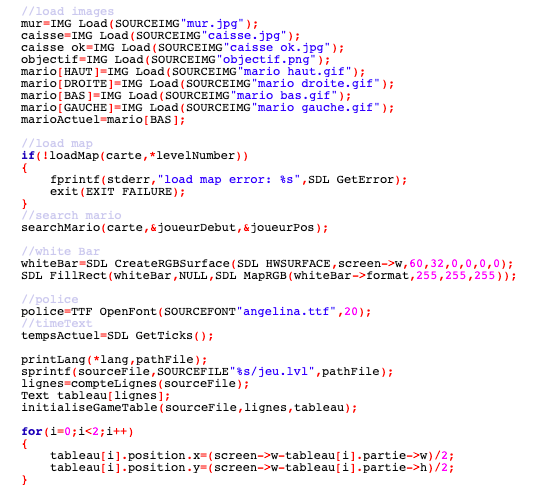 //load images
mur=IMG Load(SOURCEIMG"mur.jpg");
caisse=IMG Load(SOURCEIMG"caisse.jpg");
caisse ok=IMG Load(SOURCEIMG"caisse ok.jpg");
objectif=IMG Load(SOURCEIMG"objectif.png");
mario[HAUT]=IMG Load(SOURCEIMG"mario haut.gif");
mario[DROITE]=IMG Load(SOURCEIMG"mario droite.gif");
mario[BAS]=IMG Load(SOURCEIMG"mario bas.gif");
mario[GAUCHE]=IMG Load(SOURCEIMG"mario gauche.gif");
marioActuel=mario[BAS];
//load map
if(!loadMap(carte,*levelNumber))
{
fprintf(stderr,"load map error: %s",SDL GetError);
exit(EXIT FAILURE);
}
//search mario
searchMario(carte,&joueurDebut,&joueurPos);
//white Bar
whiteBar=SDL CreateRGBSurface(SDL HWSURFACE,screen->w,60,32,0,0,0,0);
SDL FillRect(whiteBar,NULL,SDL MapRGB(whiteBar->format,255,255,255));
//police
police=TTF OpenFont(SOURCEFONT"angelina.ttf",20);
//timeText
tempsActuel=SDL GetTicks();
printLang(*lang,pathFile);
sprintf(sourceFile,SOURCEFILE"%s/jeu.lvl",pathFile);
lignes=compteLignes(sourceFile);
Text tableau[lignes];
initialiseGameTable(sourceFile,lignes,tableau);
for(i=0;i<2;i++)
{
tableau[i].position.x=(screen->w-tableau[i].partie->w)/2;
tableau[i].position.y=(screen->w-tableau[i].partie->h)/2;
}